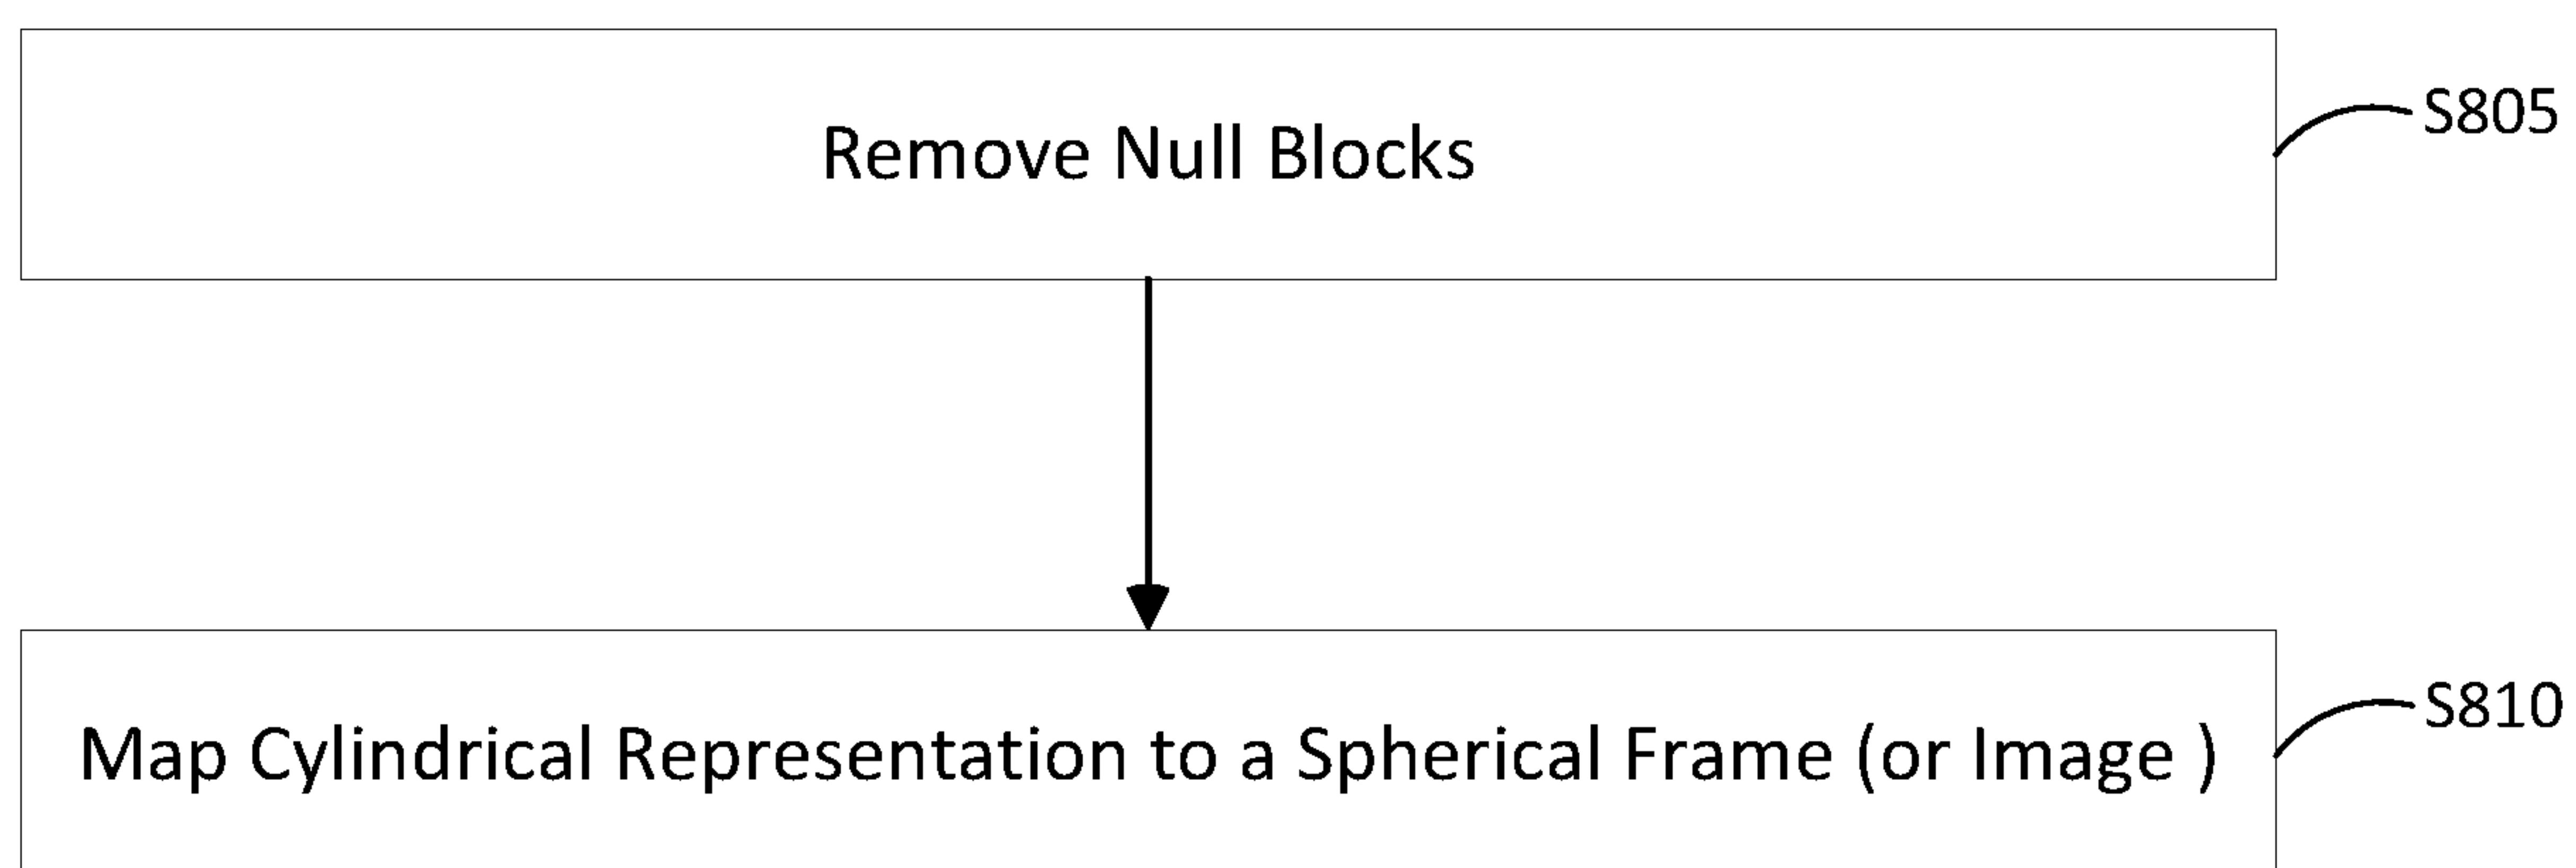 Remove Null Blocks
S805
Map Cylindrical Representation to a Spherical Frame (or Image )
S810